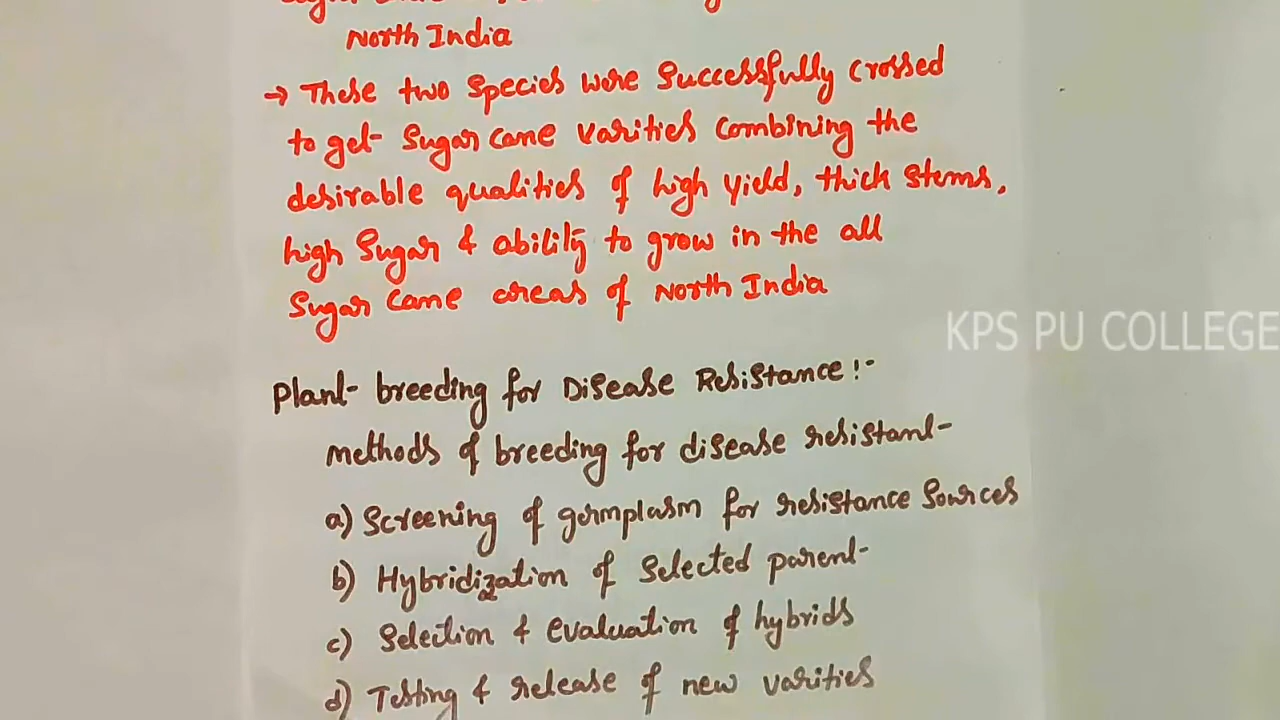 North India
→ These two species were successfully crossed
to get sugar cane varities combining the
desirable qualities of high yield, thick stems,
high sugar & ability to grow in the all
sugar cane areas of North India
KPS PU COLLEGE
Plant breeding for Disease Resistance :-
methods of breeding for disease resistant
a) Screening of germplasm for resistance sources
b) Hybridization of selected parent
c) Selection & evaluation of hybrids
d) Testing & release of new varities